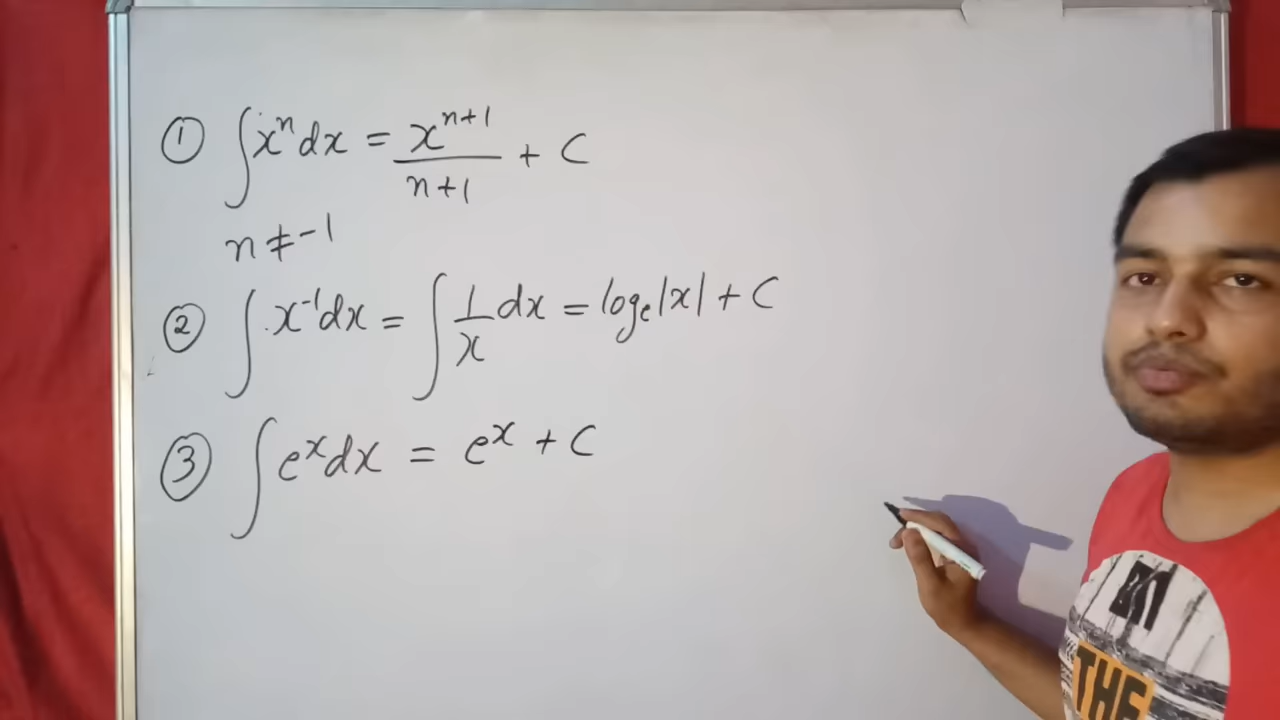 ① ∫xⁿdx = xⁿ⁺¹/n+1 + C
n ≠ -1
② ∫x⁻¹dx = ∫1/x dx = logₑ|x| + C
③ ∫eˣdx = eˣ + C
THE